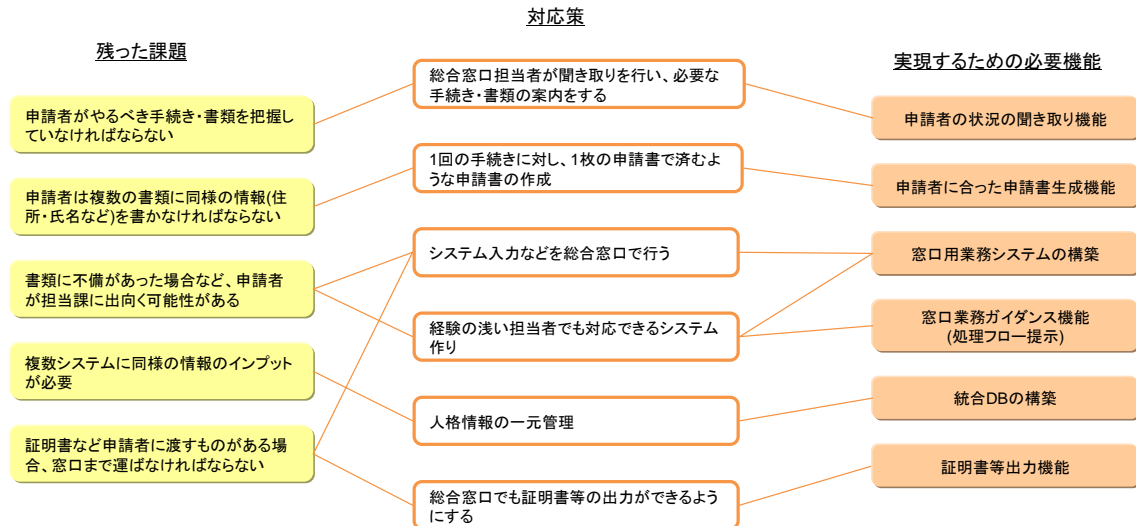 対応策
残った課題
実現するための必要機能
申請者がやるべき手続き・書類を把握し
ていなければならない
申請者は複数の書類に同様の情報(住
所・氏名など)を書かなければならない
書類に不備があった場合など、申請者
が担当課に出向く可能性がある
複数システムに同様の情報のインプット
が必要
証明書など申請者に渡すものがある場
合、窓口まで運ばなければならない
総合窓口担当者が聞き取りを行い、必要な
手続き・書類の案内をする
1回の手続きに対し、1枚の申請書で済むよ
うな申請書の作成
システム入力などを総合窓口で行う
経験の浅い担当者でも対応できるシステム
作り
人格情報の一元管理
総合窓口でも証明書等の出力ができるよう
にする
申請者の状況の聞き取り機能
申請者に合った申請書生成機能
窓口用業務システムの構築
窓口業務ガイダンス機能
(処理フロー提示)
統合DBの構築
証明書等出力機能